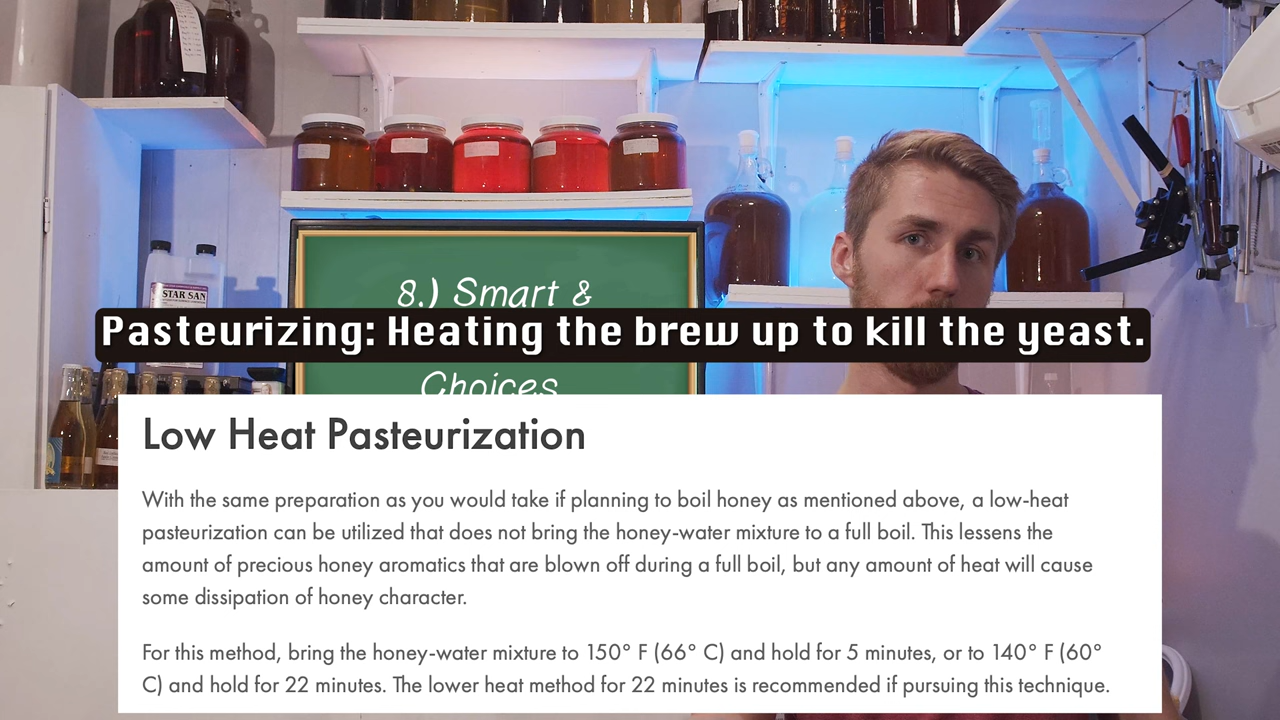 STAR SAN
8.) Smart &
Pasteurizing: Heating the brew up to kill the yeast.
Choices
Low Heat Pasteurization
With the same preparation as you would take if planning to boil honey as mentioned above, a low-heat
pasteurization can be utilized that does not bring the honey-water mixture to a full boil. This lessens the
amount of precious honey aromatics that are blown off during a full boil, but any amount of heat will cause
some dissipation of honey character.
For this method, bring the honey-water mixture to 150° F (66° C) and hold for 5 minutes, or to 140° F (60°
C) and hold for 22 minutes. The lower heat method for 22 minutes is recommended if pursuing this technique.